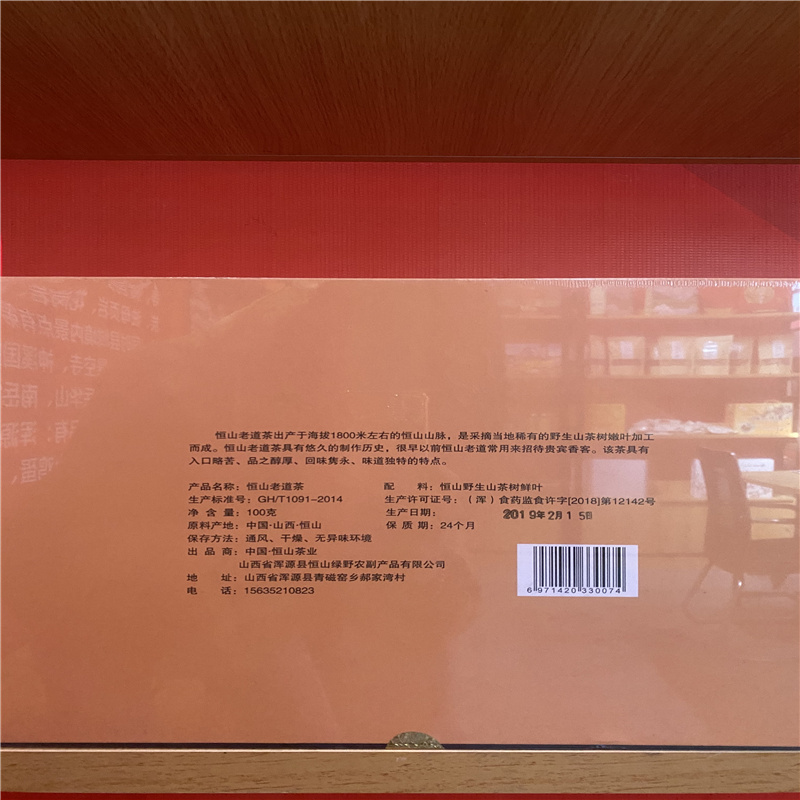 恒山老道茶出产于海拔1800米左右的恒山山脉，是采摘当地稀有的野生山茶树嫩叶加工
而成。恒山老道茶具有悠久的制作历史，很早以前恒山老道常用来招待贵宾香客。该茶具有
入口略苦、品之醇厚、回味隽永、味道独特的特点。
产品名称：恒山老道茶 配 料：恒山野生山茶树鲜叶
生产标准号：GH/T1091-2014 生产许可证号：（浑）食药监食许字[2018]第12142号
净 含 量：100克 生产日期： 2019年2月15日
原料产地：中国·山西·恒山 保 质 期：24个月
保存方法：通风、干燥、无异味环境
出 品 商：中国·恒山茶业
山西省浑源县恒山绿野农副产品有限公司
地 址：山西省浑源县青磁窑乡郝家湾村
电 话：15635210823
6 971420 330074